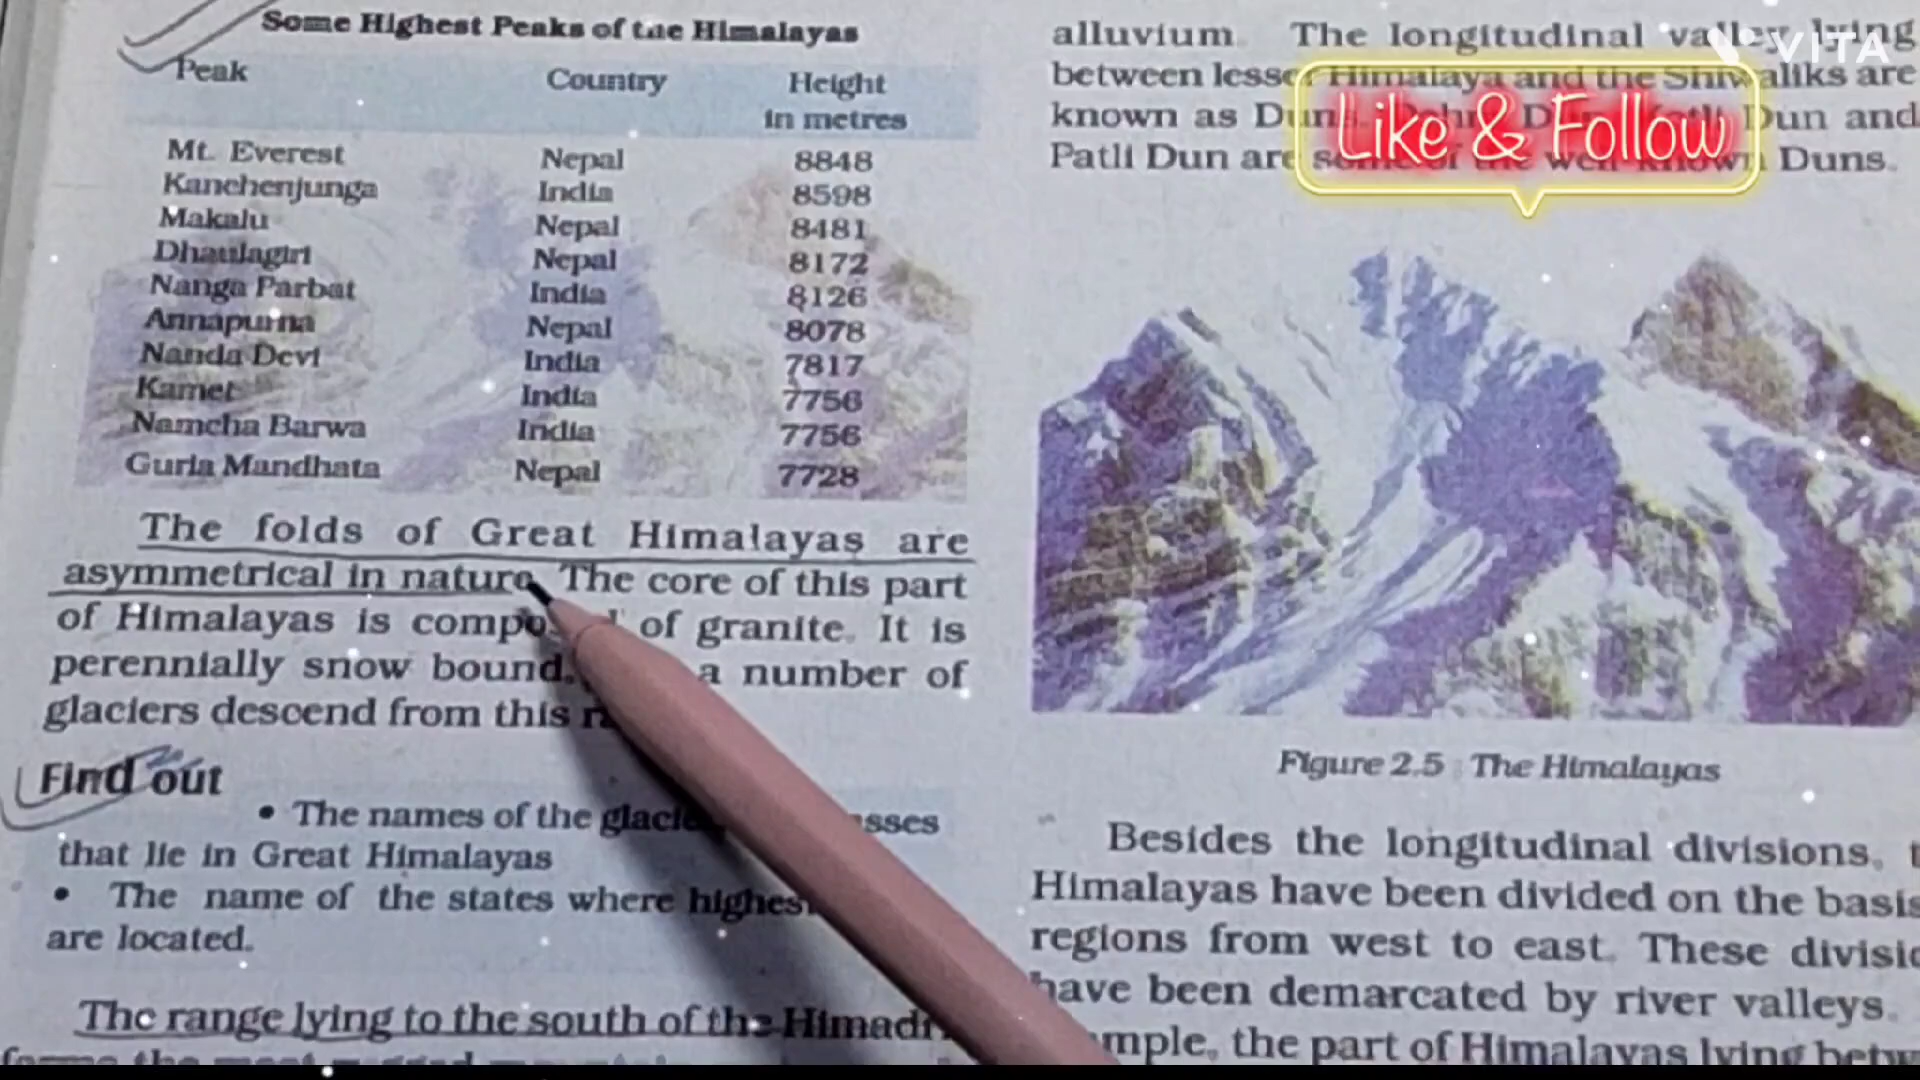 Some Highest Peaks of the Himalayas
Peak Country Height
in metres
Mt. Everest Nepal 8848
Kanchenjunga India 8598
Makalu Nepal 8481
Dhaulagiri Nepal 8172
Nanga Parbat India 8126
Annapurna Nepal 8078
Nanda Devi India 7817
Kamet India 7756
Namcha Barwa India 7756
Gurla Mandhata Nepal 7728
The folds of Great Himalayas are
asymmetrical in nature. The core of this part
of Himalayas is of granite. It is
perennially snow bound, a number of
glaciers descend from this
Find out
• The names of the
that lie in Great Himalayas
• The name of the states where highest
are located.
The range lying to the south of the Himadri
alluvium. The longitudinal valley lying
between lesser Himalaya and the Shiwaliks are
known as Duns. Dun and
Patli Dun are some of the well-known Duns.
Like & Follow
VITA
Figure 2.5 : The Himalayas
Besides the longitudinal divisions,
Himalayas have been divided on the basis
regions from west to east. These
have been demarcated by river valleys.
the part of Himalayas lying